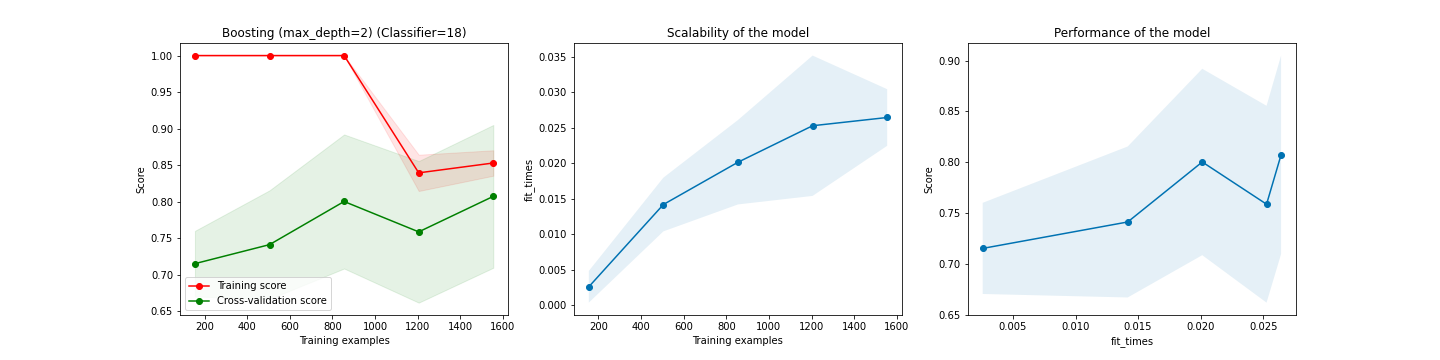 Boosting (max_depth=2) (Classifier=18)
Score
1.00
0.95
0.90
0.85
0.80
0.75
0.70
0.65
Training score
Cross-validation score
200 400 600 800 1000 1200 1400 1600
Training examples
Scalability of the model
fit_times
0.035
0.030
0.025
0.020
0.015
0.010
0.005
0.000
200 400 600 800 1000 1200 1400 1600
Training examples
Performance of the model
Score
0.90
0.85
0.80
0.75
0.70
0.65
0.005 0.010 0.015 0.020 0.025
fit_times